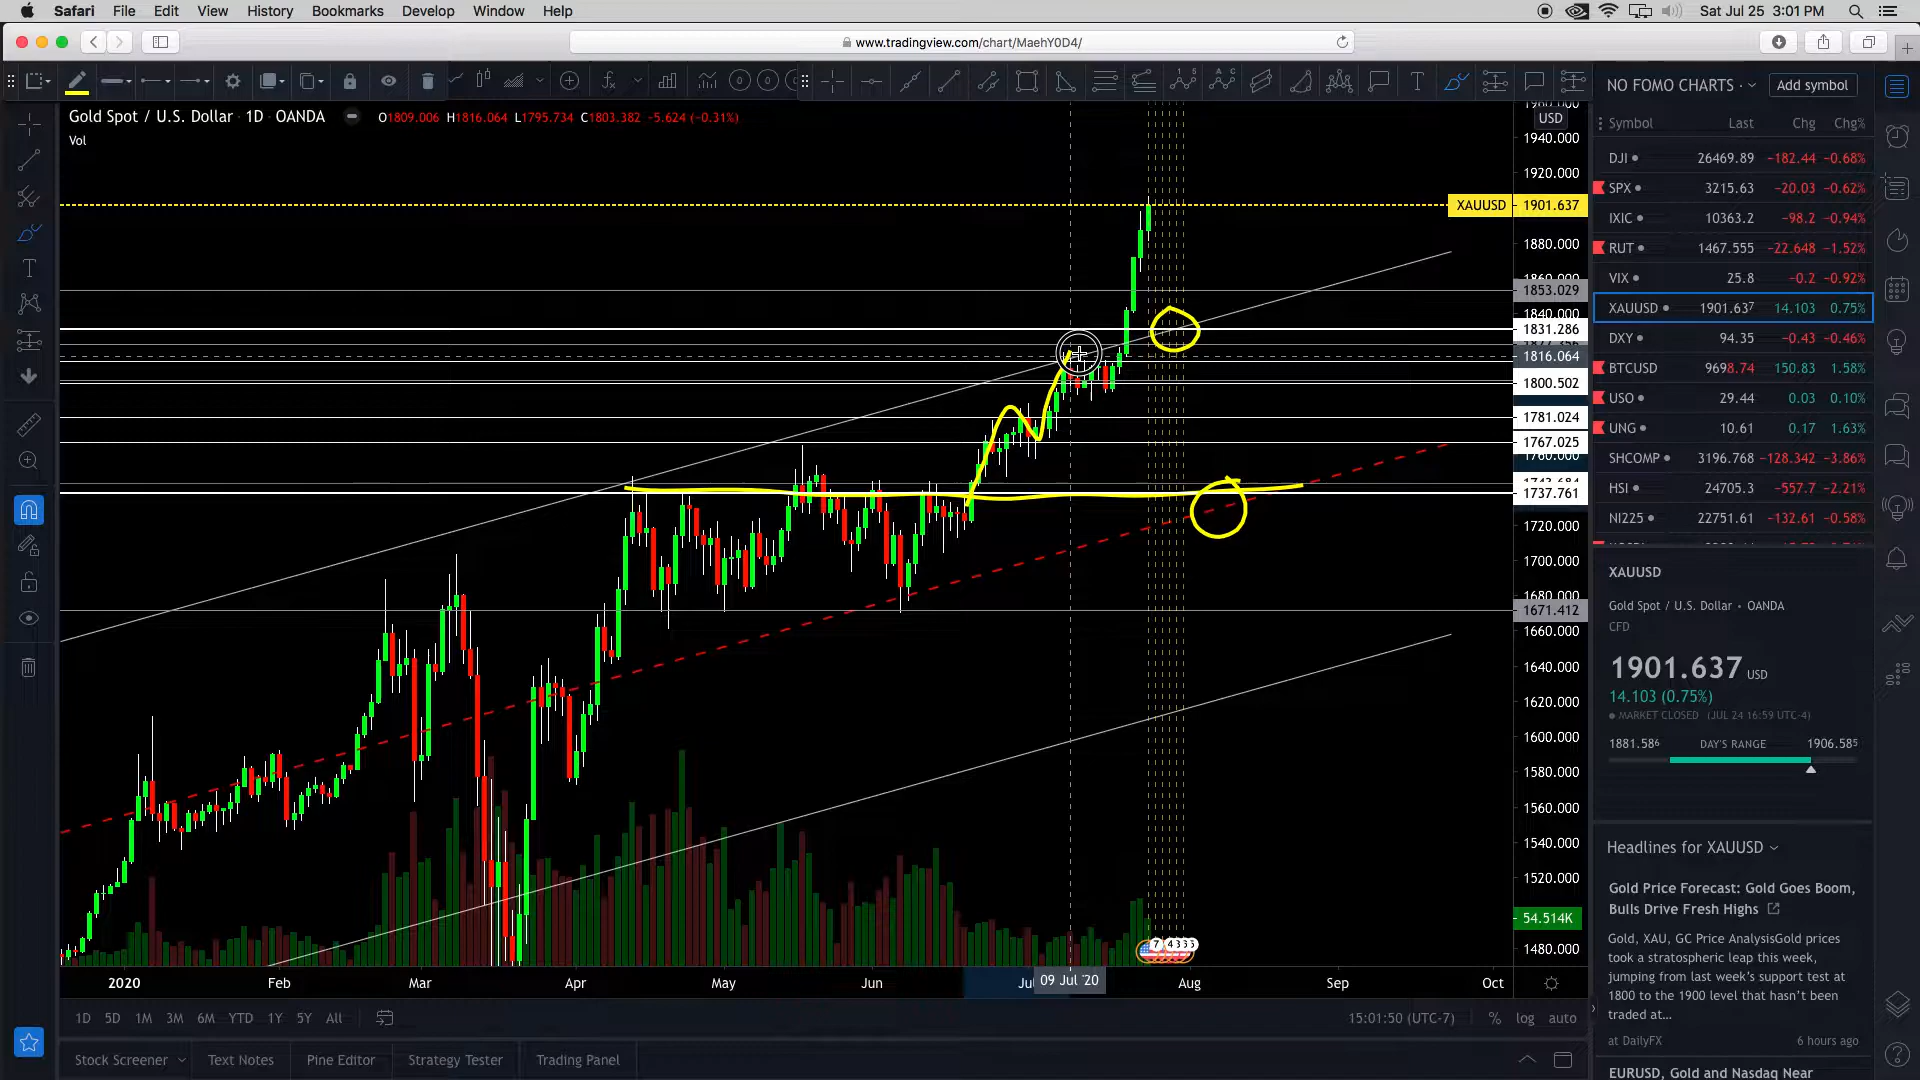 Safari File Edit View History Bookmarks Develop Window Help Sat Jul 25 3:01 PM
www.tradingview.com/chart/MaehY0D4/
Gold Spot / U.S. Dollar 1D OANDA O1809.006 H1816.064 L1795.734 C1803.382 -5.624 (-0.31%)
Vol
USD
1940.000
1920.000
XAUUSD 1901.637
1880.000
1853.029
1840.000
1831.286
1816.064
1800.502
1781.024
1767.025
1760.000
1737.761
1720.000
1700.000
1680.000
1671.412
1660.000
1640.000
1620.000
1600.000
1580.000
1560.000
1540.000
1520.000
54.514K
1480.000
7 4 3 3 3
2020 Feb Mar Apr May Jun 09 Jul '20 Aug Sep Oct
1D 5D 1M 3M 6M YTD 1Y 5Y All 15:01:50 (UTC-7) % log auto
Stock Screener Text Notes Pine Editor Strategy Tester Trading Panel
NO FOMO CHARTS Add symbol
Symbol Last Chg Chg%
DJI 26469.89 -182.44 -0.68%
SPX 3215.63 -20.03 -0.62%
IXIC 10363.2 -98.2 -0.94%
RUT 1467.555 -22.648 -1.52%
VIX 25.8 -0.2 -0.92%
XAUUSD 1901.637 14.103 0.75%
DXY 94.35 -0.43 -0.46%
BTCUSD 9698.74 150.83 1.58%
USO 29.44 0.03 0.10%
UNG 10.61 0.17 1.63%
SHCOMP 3196.768 -128.342 -3.86%
HSI 24705.3 -557.7 -2.21%
NI225 22751.61 -132.61 -0.58%
XAUUSD
Gold Spot / U.S. Dollar • OANDA
CFD
1901.637 USD
14.103 (0.75%)
MARKET CLOSED (JUL 24 16:59 UTC-4)
1881.586 DAY'S RANGE 1906.585
Headlines for XAUUSD
Gold Price Forecast: Gold Goes Boom,
Bulls Drive Fresh Highs
Gold, XAU, GC Price AnalysisGold prices
took a stratospheric leap this week,
jumping from last week's support test at
1800 to the 1900 level that hasn't been
traded at...
at DailyFX 6 hours ago
EURUSD, Gold and Nasdaq Near